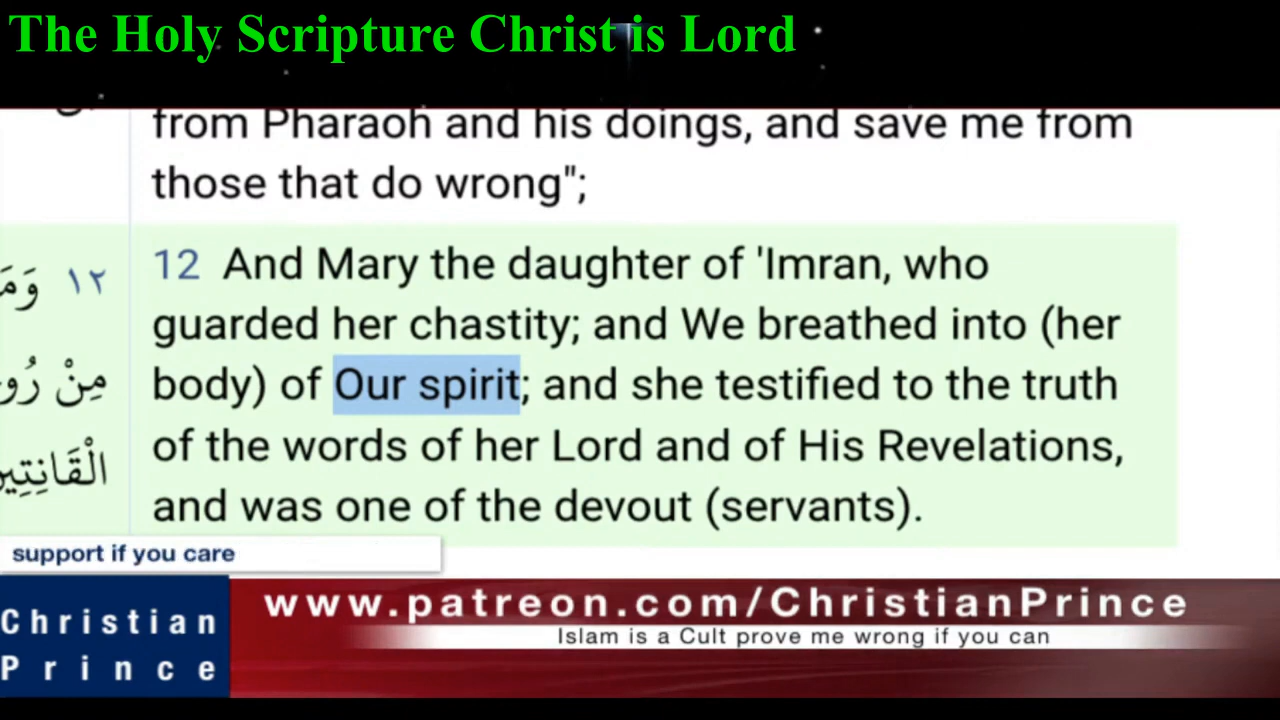 The Holy Scripture Christ is Lord
from Pharaoh and his doings, and save me from
those that do wrong";
١٢
12 And Mary the daughter of 'Imran, who
guarded her chastity; and We breathed into (her
مِنْ
body) of Our spirit; and she testified to the truth
of the words of her Lord and of His Revelations,
and was one of the devout (servants).
support if you care
Christian
Prince
www.patreon.com/ChristianPrince
Islam is a Cult prove me wrong if you can